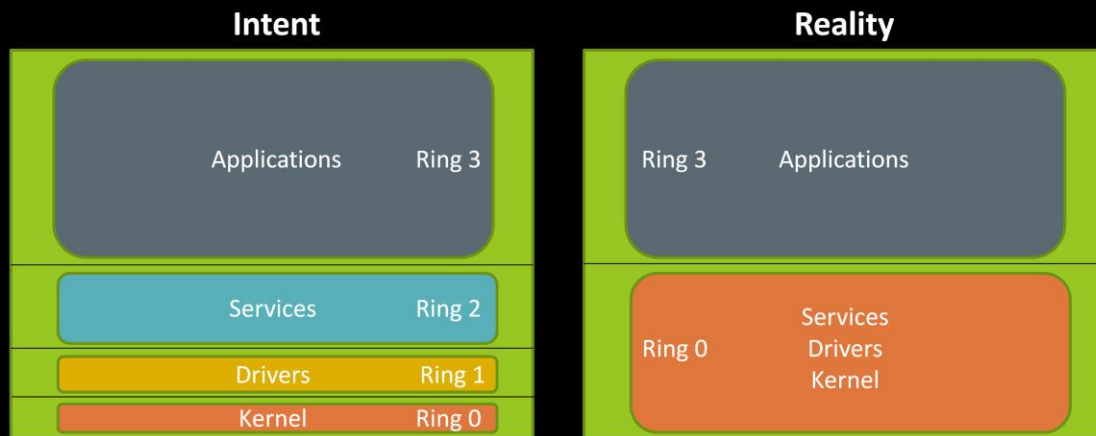 Intent
Applications Ring 3
Services Ring 2
Drivers Ring 1
Kernel Ring 0
Reality
Ring 3 Applications
Services
Ring 0 Drivers
Kernel